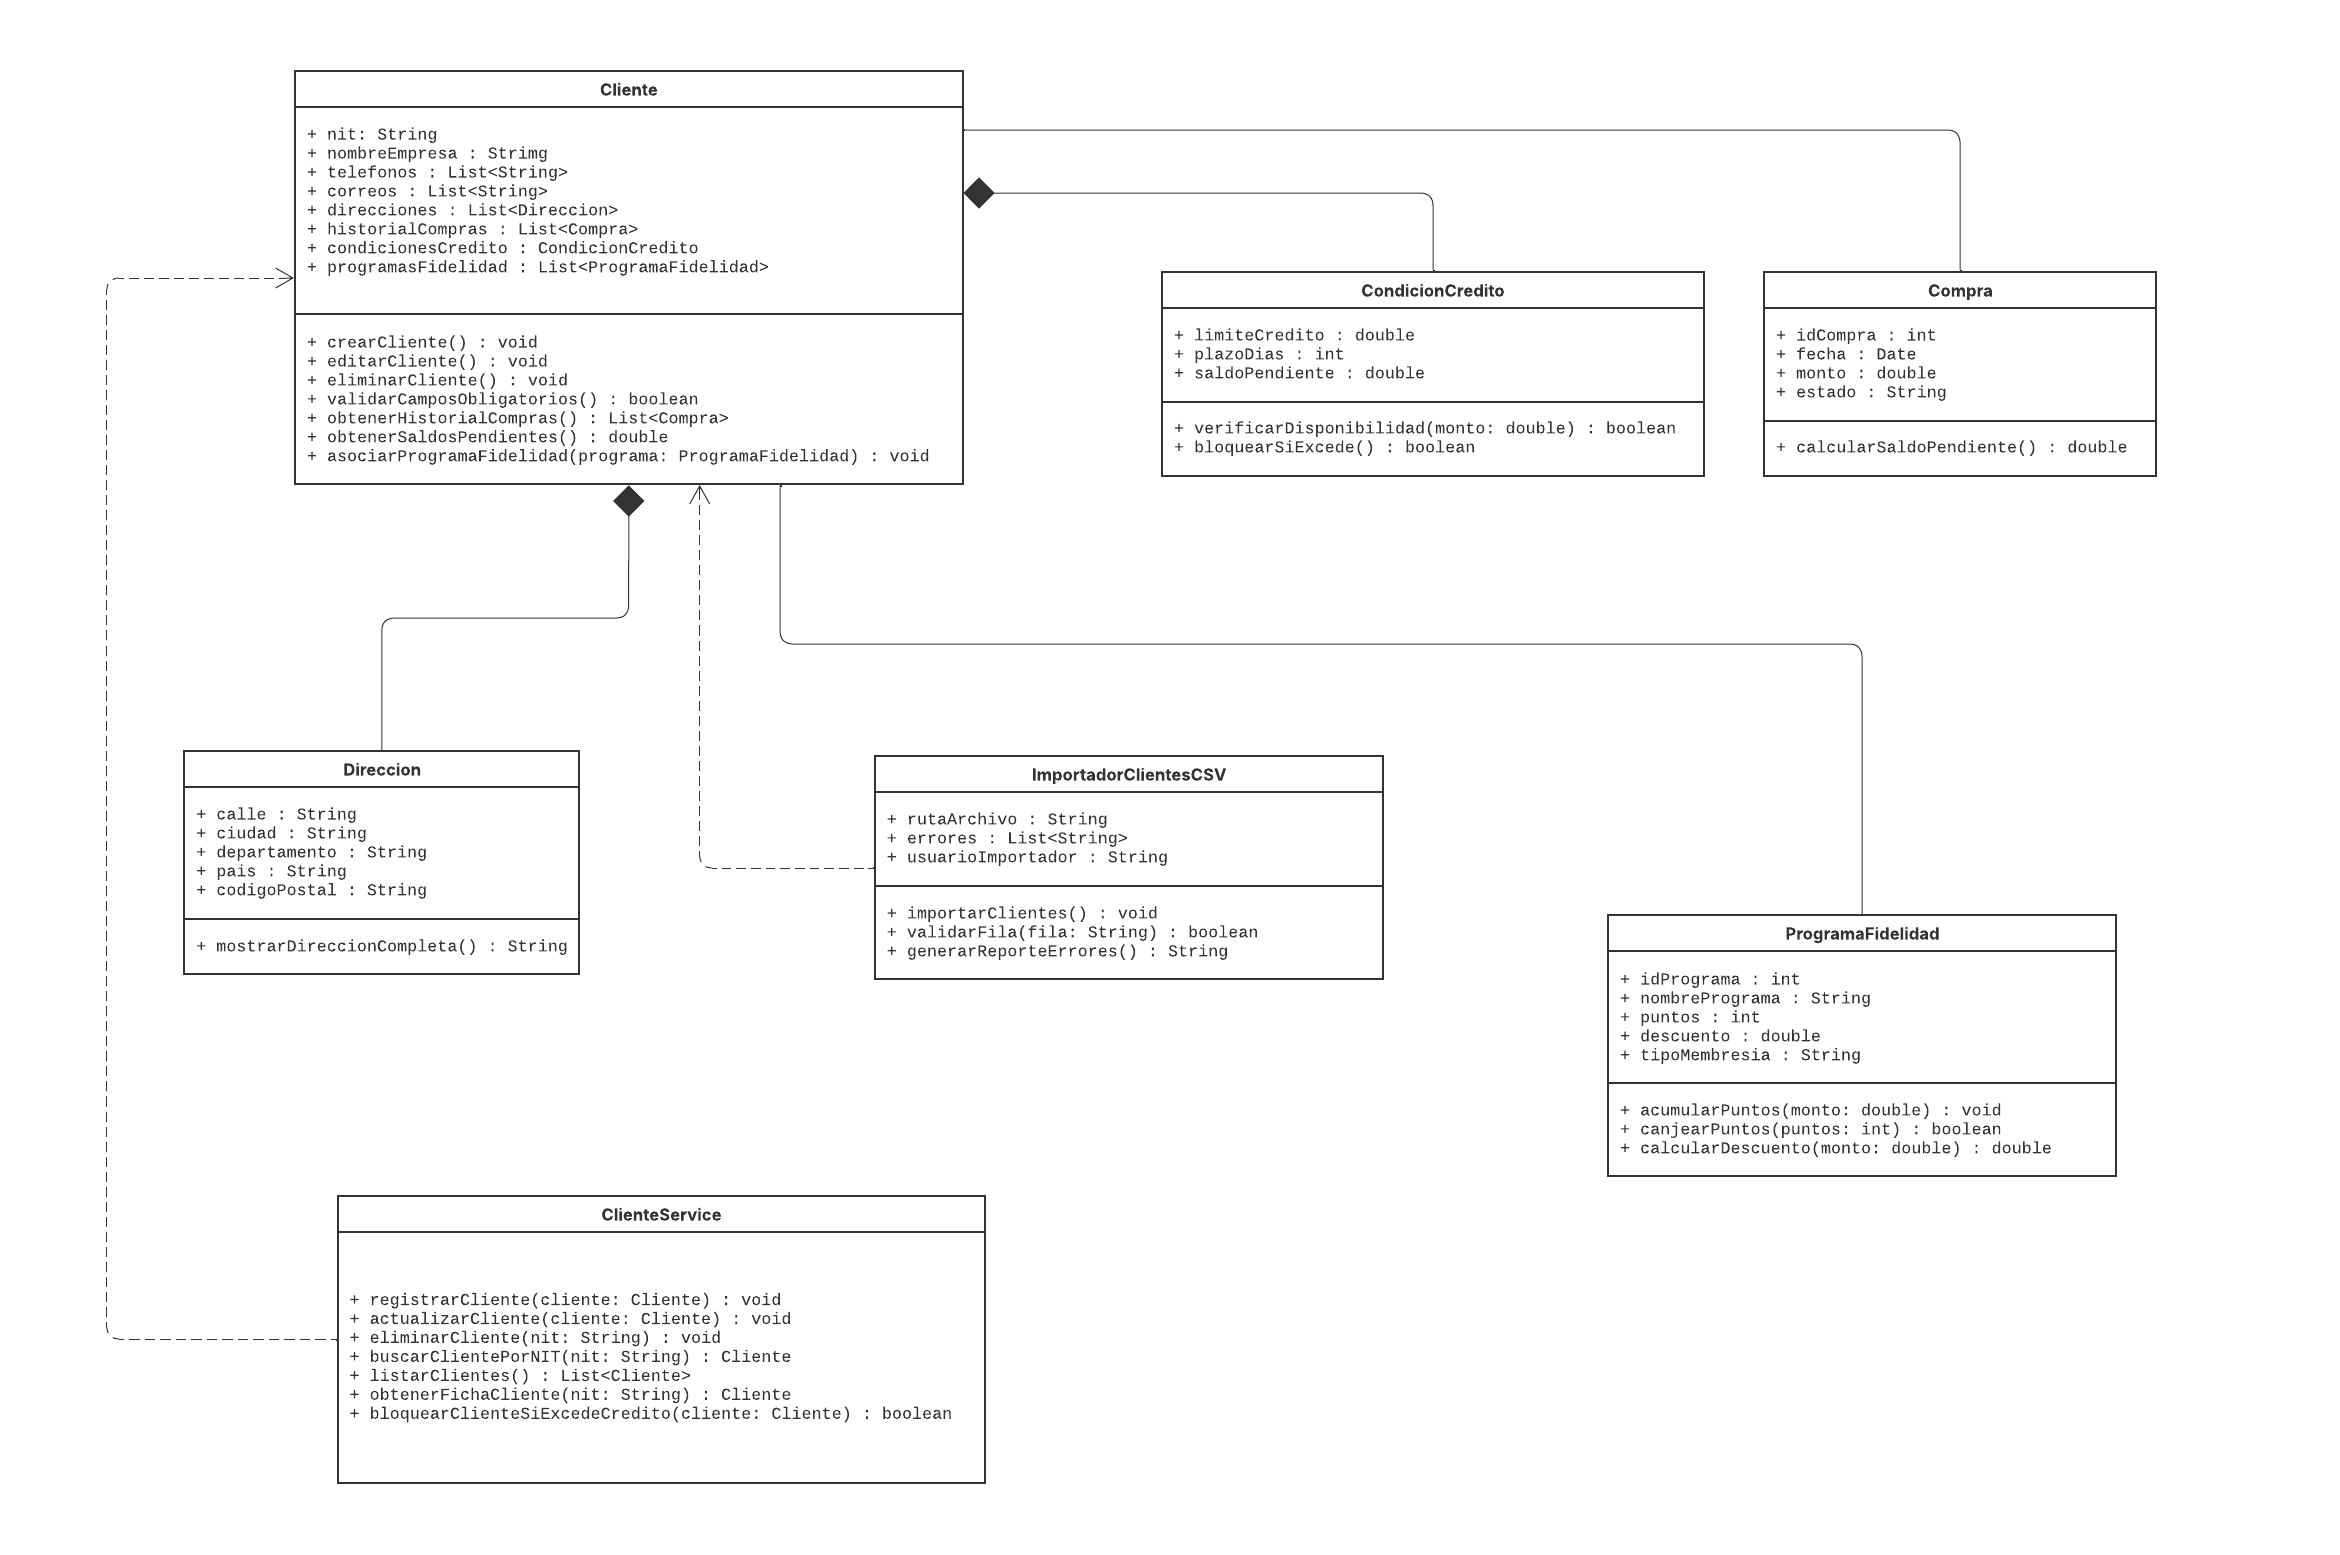 Cliente
+ nit: String
+ nombreEmpresa : Strimg
+ telefonos : List<String>
+ correos : List<String>
+ direcciones : List<Direccion>
+ historialCompras : List<Compra>
+ condicionesCredito : CondicionCredito
+ programasFidelidad : List<ProgramaFidelidad>
+ crearCliente() : void
+ editarCliente() : void
+ eliminarCliente() : void
+ validarCamposObligatorios() : boolean
+ obtenerHistorialCompras() : List<Compra>
+ obtenerSaldosPendientes() : double
+ asociarProgramaFidelidad(programa: ProgramaFidelidad) : void
CondicionCredito
+ limiteCredito : double
+ plazoDias : int
+ saldoPendiente : double
+ verificarDisponibilidad(monto: double) : boolean
+ bloquearSiExcede() : boolean
Compra
+ idCompra : int
+ fecha : Date
+ monto : double
+ estado : String
+ calcularSaldoPendiente() : double
Direccion
+ calle : String
+ ciudad : String
+ departamento : String
+ pais : String
+ codigoPostal : String
+ mostrarDireccionCompleta() : String
ImportadorClientesCSV
+ rutaArchivo : String
+ errores : List<String>
+ usuarioImportador : String
+ importarClientes() : void
+ validarFila(fila: String) : boolean
+ generarReporteErrores() : String
ProgramaFidelidad
+ idPrograma : int
+ nombrePrograma : String
+ puntos : int
+ descuento : double
+ tipoMembresia : String
+ acumularPuntos(monto: double) : void
+ canjearPuntos(puntos: int) : boolean
+ calcularDescuento(monto: double) : double
ClienteService
+ registrarCliente(cliente: Cliente) : void
+ actualizarCliente(cliente: Cliente) : void
+ eliminarCliente(nit: String) : void
+ buscarClientePorNIT(nit: String) : Cliente
+ listarClientes() : List<Cliente>
+ obtenerFichaCliente(nit: String) : Cliente
+ bloquearClienteSiExcedeCredito(cliente: Cliente) : boolean